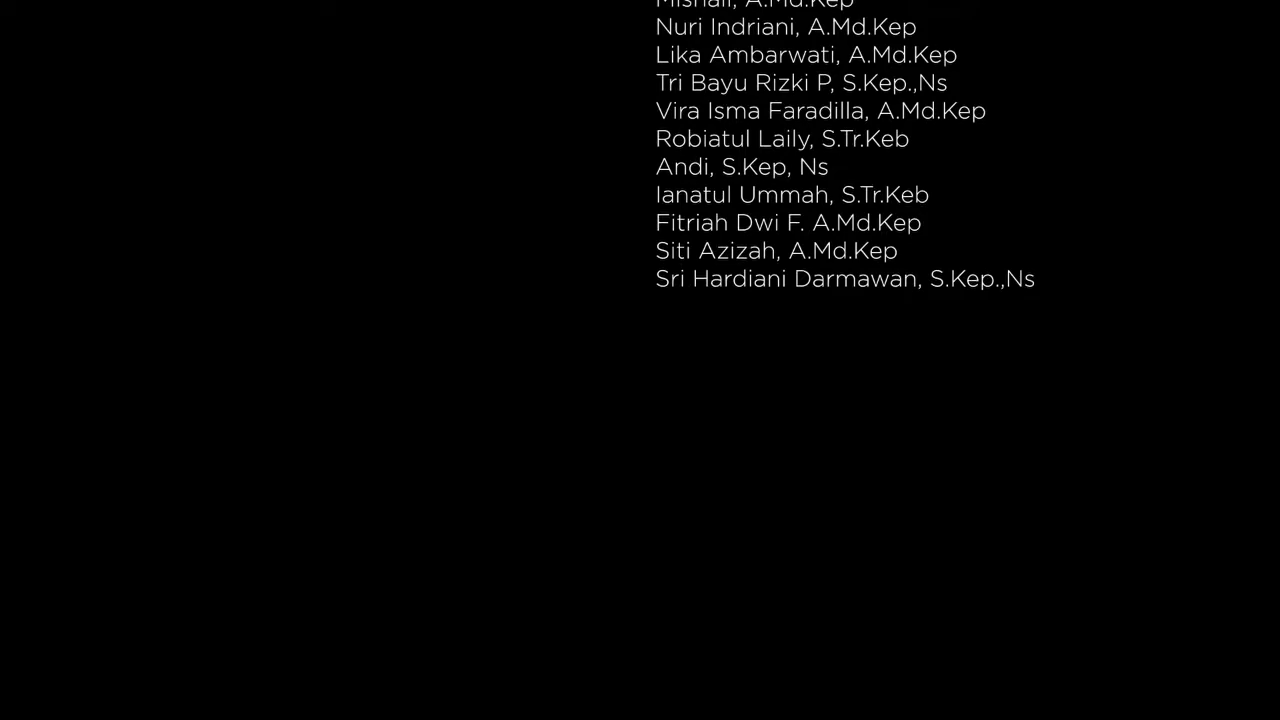 A.Md.Kep
Nuri Indriani, A.Md.Kep
Lika Ambarwati, A.Md.Kep
Tri Bayu Rizki P, S.Kep.,Ns
Vira Isma Faradilla, A.Md.Kep
Robiatul Laily, S.Tr.Keb
Andi, S.Kep, Ns
Ianatul Ummah, S.Tr.Keb
Fitriah Dwi F. A.Md.Kep
Siti Azizah, A.Md.Kep
Sri Hardiani Darmawan, S.Kep.,Ns